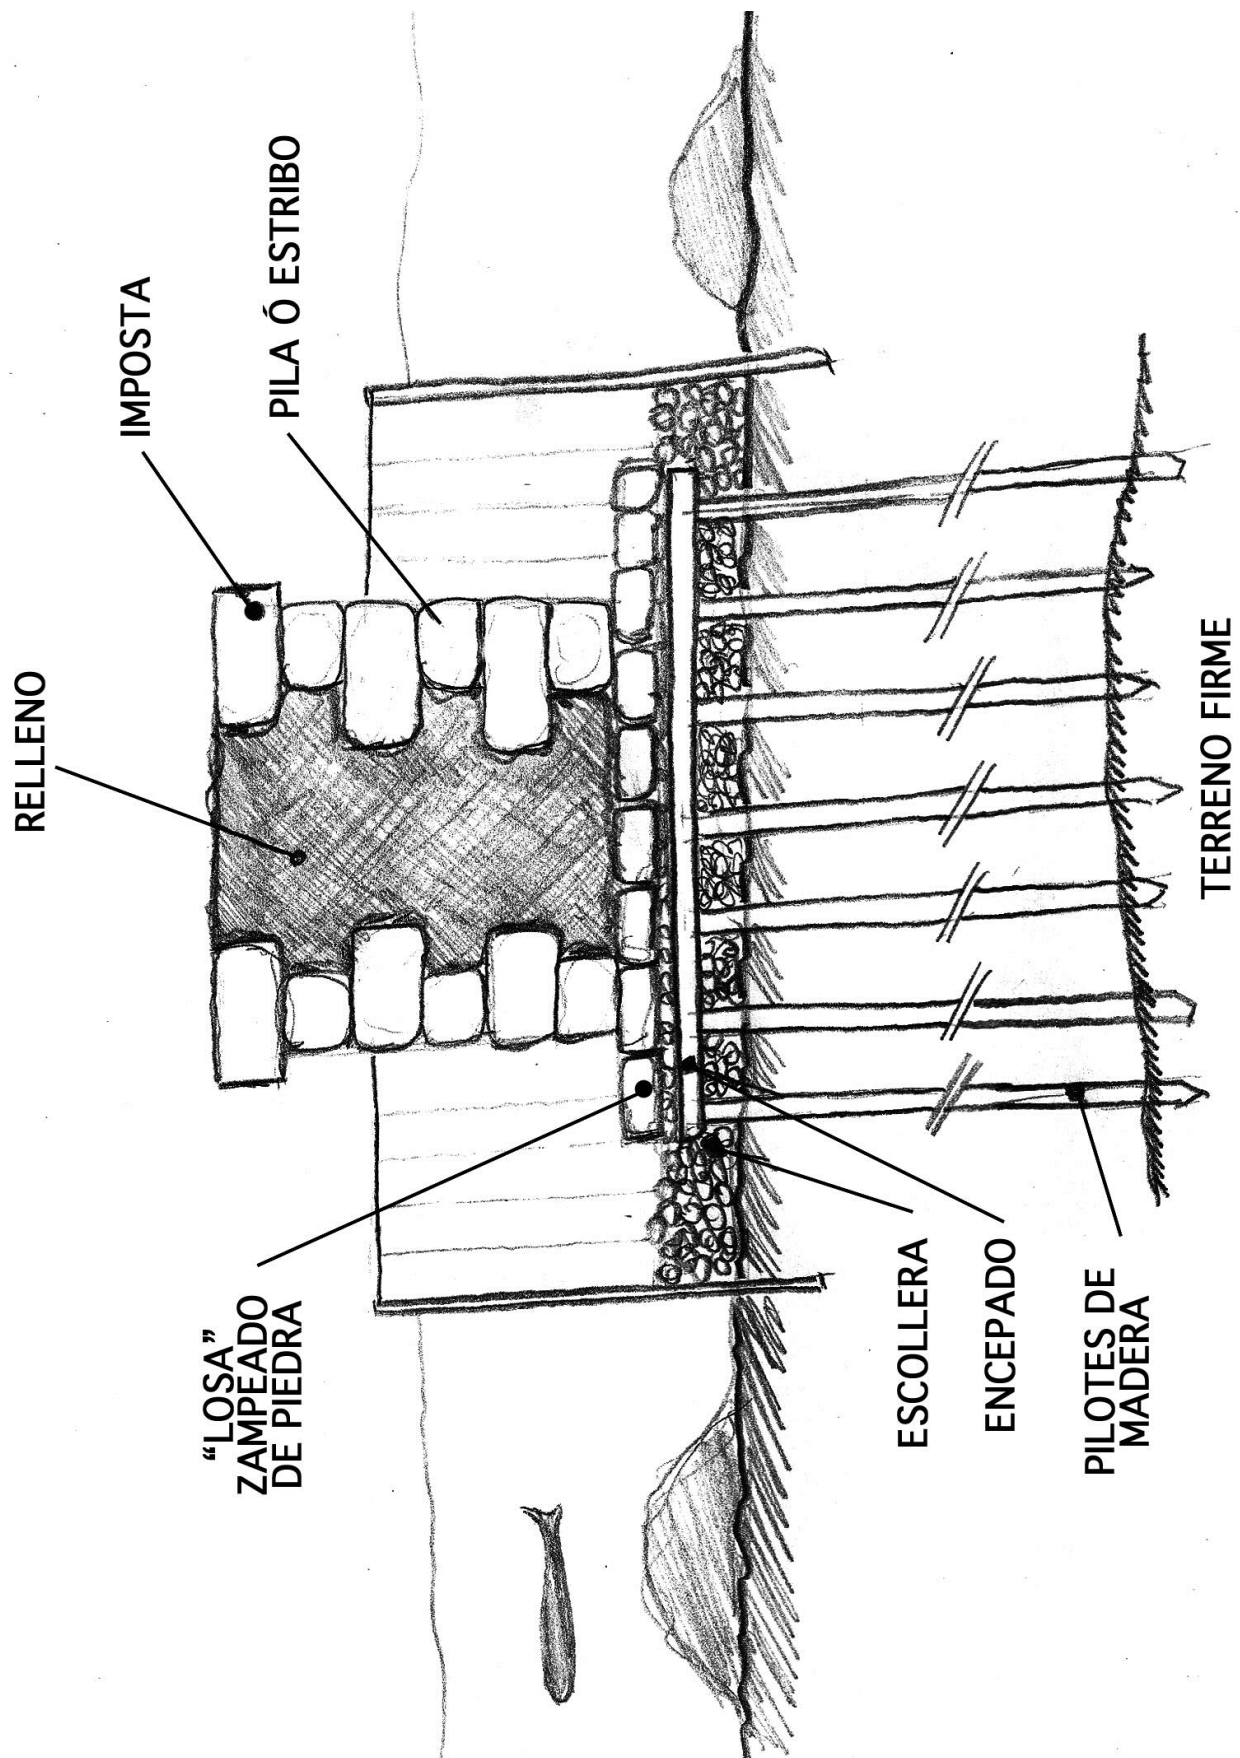 RELLENO
IMPOSTA
PILA Ó ESTRIBO
“LOSA”
ZAMPEADO
DE PIEDRA
ESCOLLERA
ENCEPADO
PILOTES DE
MADERA
TERRENO FIRME